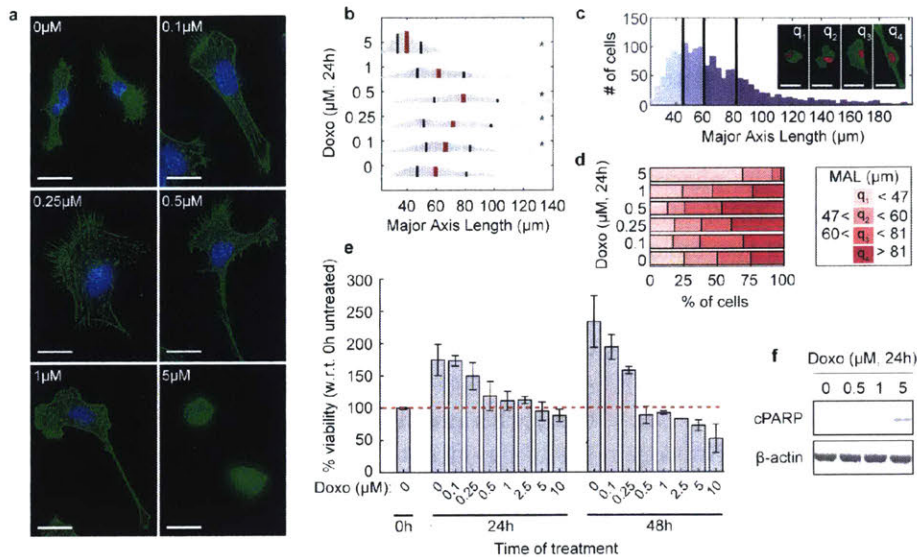 a
0µM
0.1µM
0.25µM
0.5µM
1µM
5µM
b
Doxo (µM, 24h)
5
1
0.5
0.25
0.1
0
40 60 80 100 120 140
Major Axis Length (µm)
*
*
*
*
c
# of cells
150
100
50
0
40 60 80 100 120 140 160 180
Major Axis Length (µm)
q1 q2 q3 q4
d
Doxo (µM, 24h)
5
1
0.5
0.25
0.1
0
0 25 50 75 100
% of cells
MAL (µm)
q1 < 47
47< q2 < 60
60< q3 < 81
q4 > 81
e
% viability (w.r.t. 0h untreated)
300
250
200
150
100
50
0
Doxo (µM): 0 0 0.1 0.25 0.5 1 2.5 5 10 0 0.1 0.25 0.5 1 2.5 5 10
0h 24h 48h
Time of treatment
f
Doxo (µM, 24h)
0 0.5 1 5
cPARP
β-actin